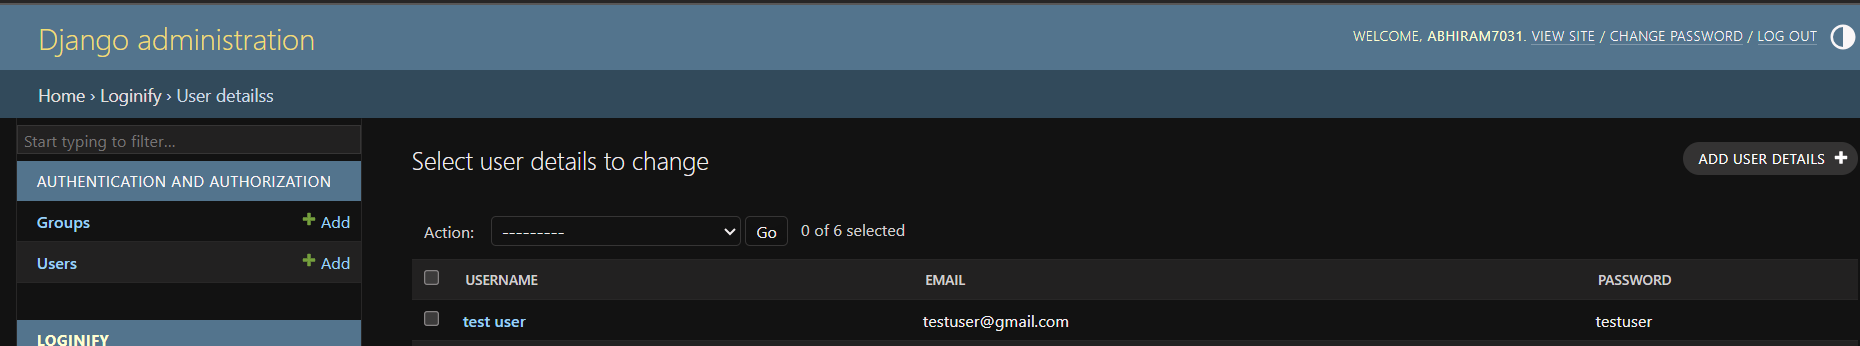 Django administration
WELCOME, ABHIRAM7031. VIEW SITE / CHANGE PASSWORD / LOG OUT
Home › Loginify › User detailss
Start typing to filter...
AUTHENTICATION AND AUTHORIZATION
Groups + Add
Users + Add
LOGINIFY
Select user details to change
ADD USER DETAILS +
Action: --------- Go 0 of 6 selected
USERNAME EMAIL PASSWORD
test user testuser@gmail.com testuser